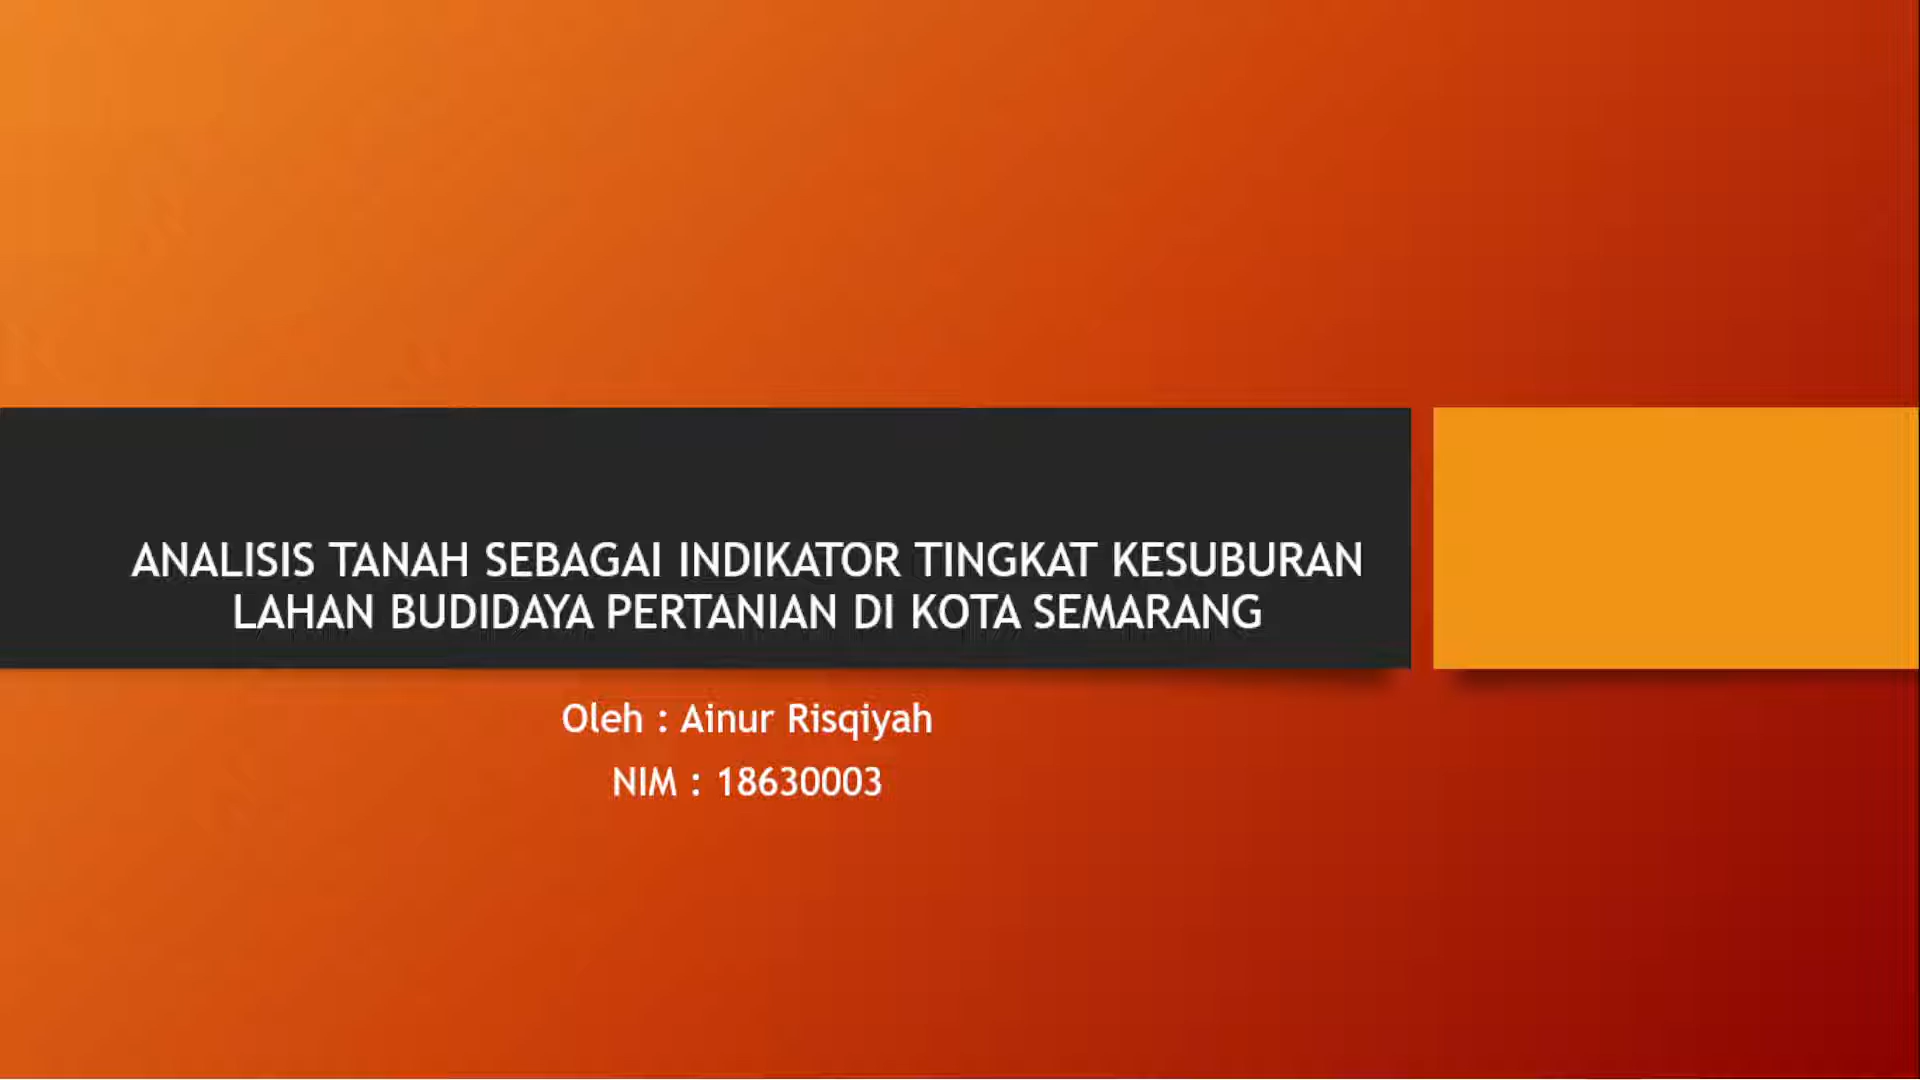 ANALISIS TANAH SEBAGAI INDIKATOR TINGKAT KESUBURAN
LAHAN BUDIDAYA PERTANIAN DI KOTA SEMARANG
Oleh : Ainur Risqiyah
NIM : 18630003